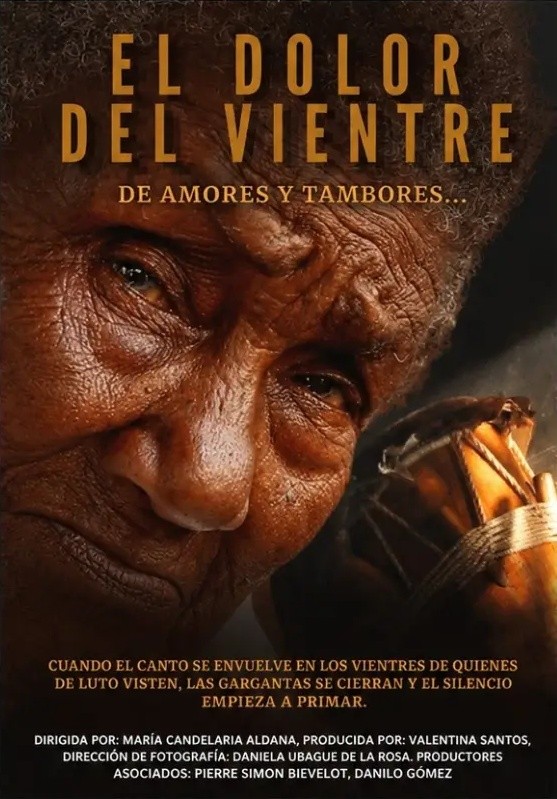 EL DOLOR
DEL VIENTRE
DE AMORES Y TAMBORES...
CUANDO EL CANTO SE ENVUELVE EN LOS VIENTRES DE QUIENES
DE LUTO VISTEN, LAS GARGANTAS SE CIERRAN Y EL SILENCIO
EMPIEZA A PRIMAR.
DIRIGIDA POR: MARÍA CANDELARIA ALDANA, PRODUCIDA POR: VALENTINA SANTOS,
DIRECCIÓN DE FOTOGRAFÍA: DANIELA UBAGUE DE LA ROSA. PRODUCTORES
ASOCIADOS: PIERRE SIMON BIEVELOT, DANILO GÓMEZ